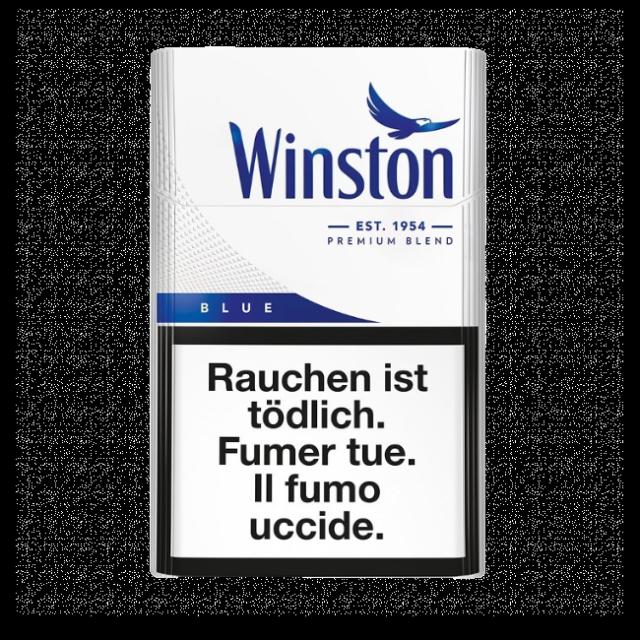 Winston
EST. 1954
PREMIUM BLEND
BLUE
Rauchen ist
tödlich.
Fumer tue.
Il fumo
uccide.